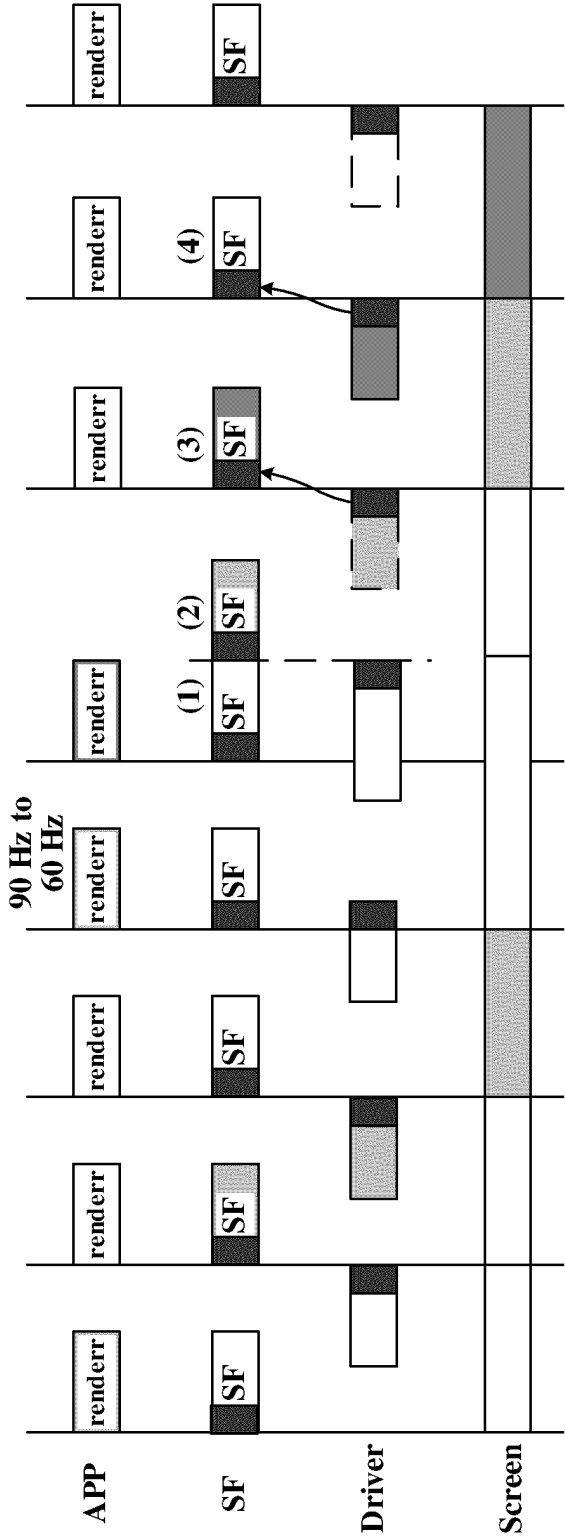 90 Hz to
60 Hz
APP
renderr
renderr
renderr
renderr
renderr
renderr
renderr
renderr
(1)
(2)
(3)
(4)
SF
SF
SF
SF
SF
SF
SF
SF
SF
SF
Driver
Screen